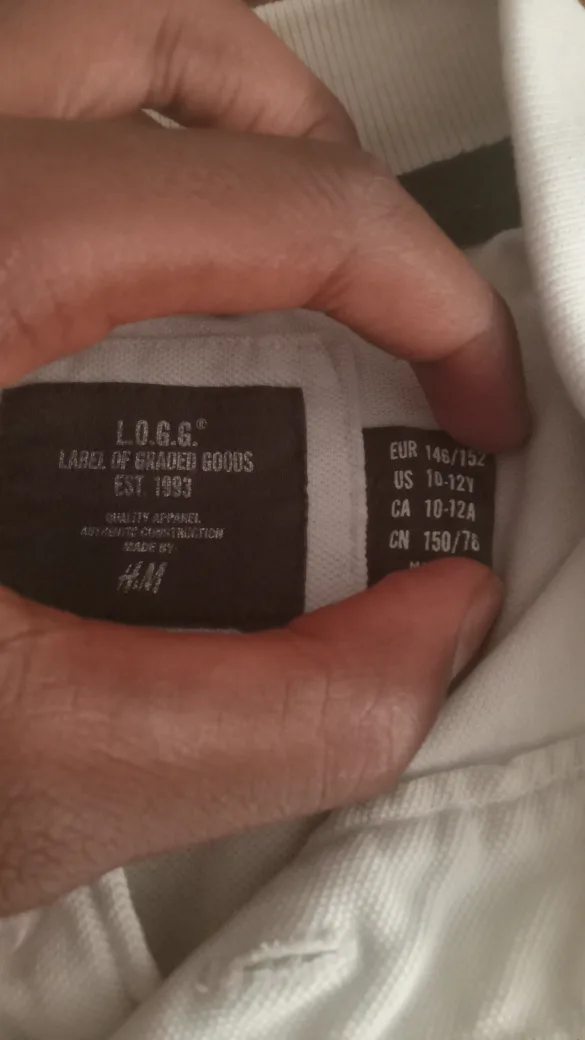 L.O.G.G.®
LABEL OF GRADED GOODS
EST. 1993
QUALITY APPAREL
AUTHENTIC CONSTRUCTION
MADE BY
H&M
EUR 146/152
US 10-12Y
CA 10-12A
CN 150/76